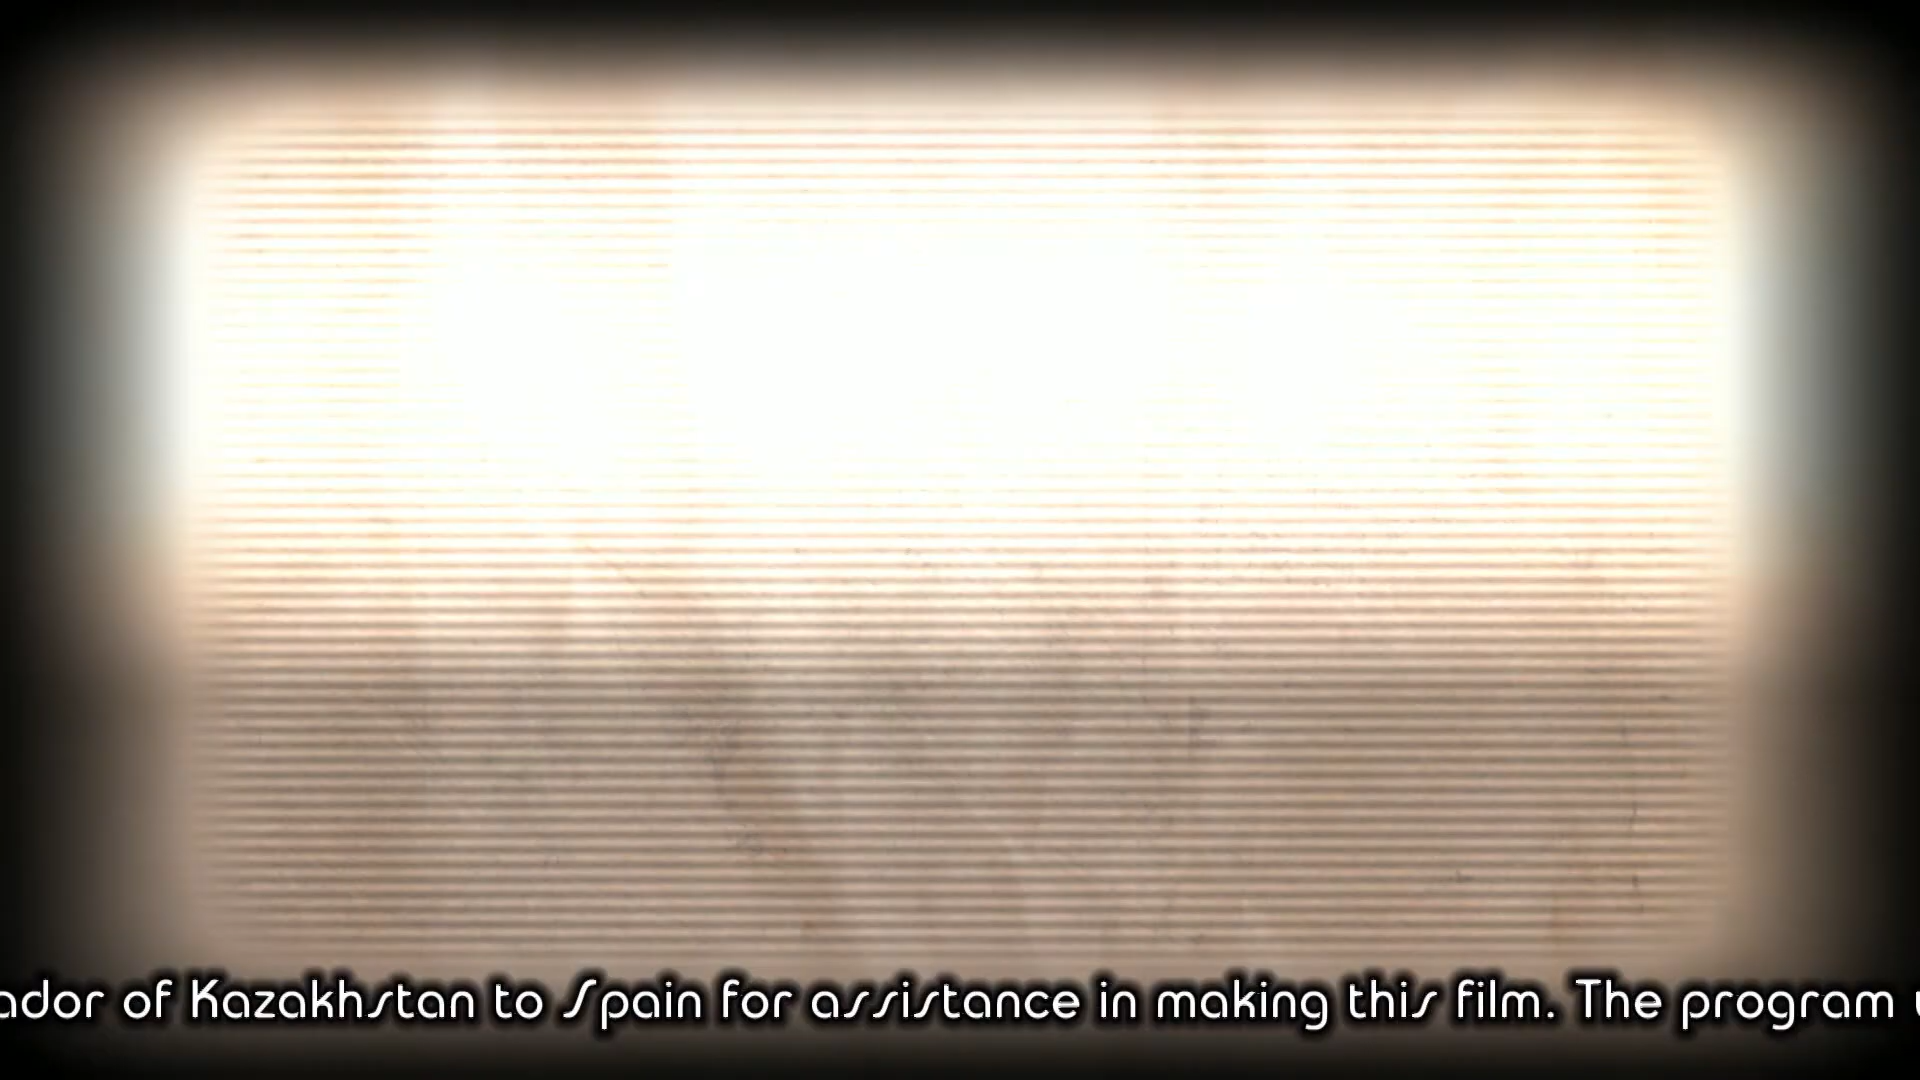 ador of Kazakhstan to Spain for assistance in making this film. The program